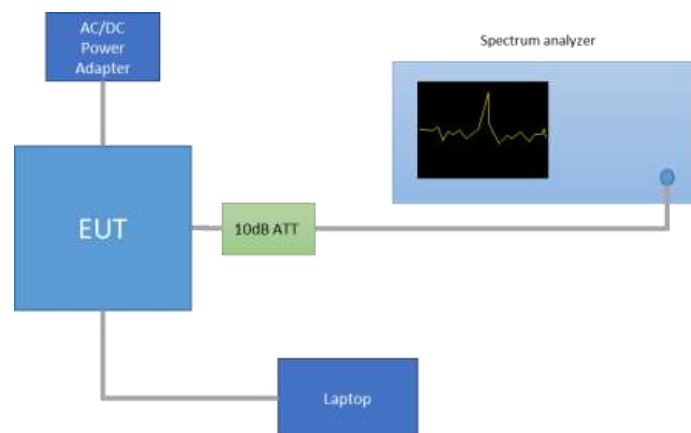 AC/DC
Power
Adapter
Spectrum analyzer
EUT
10dB ATT
Laptop